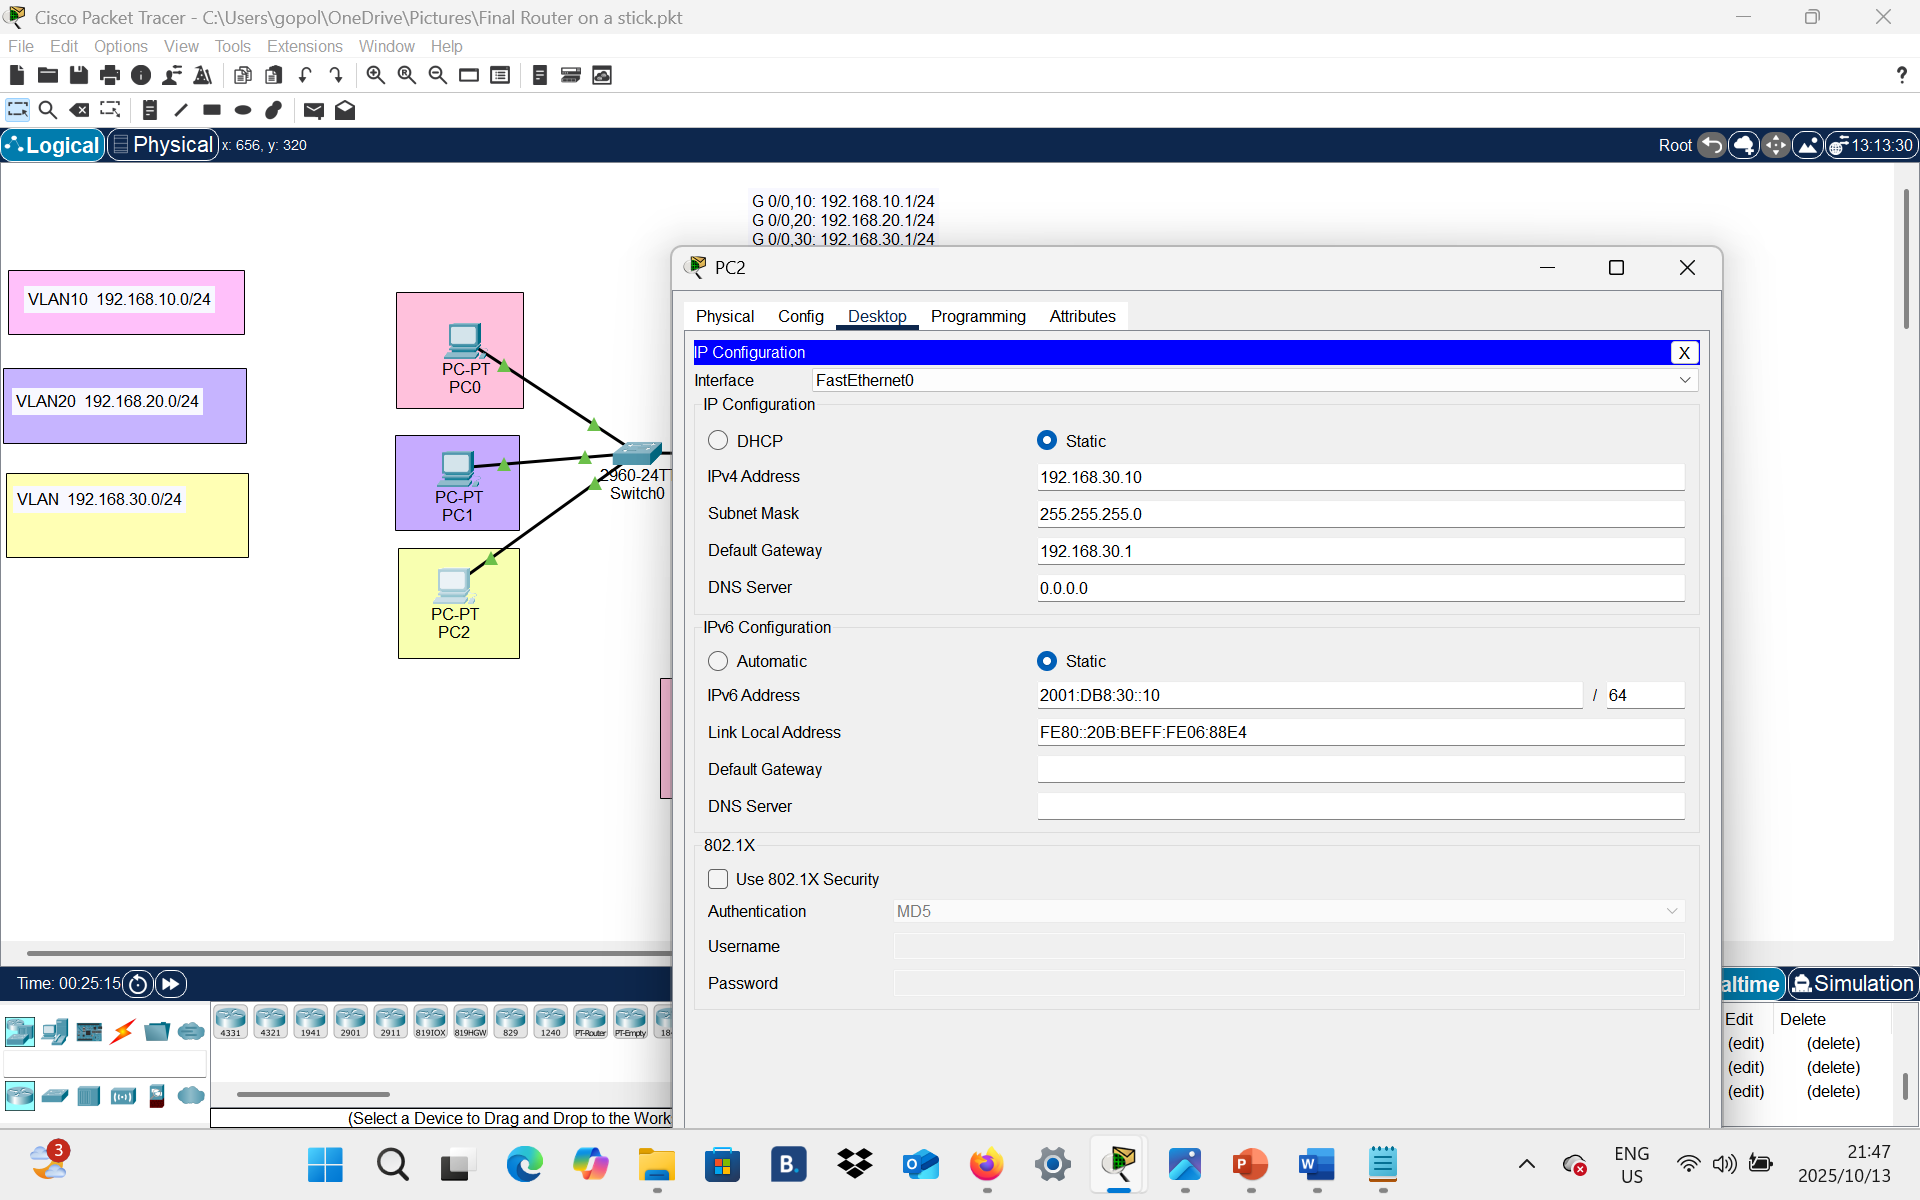 Cisco Packet Tracer - C:\Users\gopol\OneDrive\Pictures\Final Router on a stick.pkt
File Edit Options View Tools Extensions Window Help
?
Logical Physical x: 656, y: 320
Root 13:13:30
G 0/0,10: 192.168.10.1/24
G 0/0,20: 192.168.20.1/24
G 0/0,30: 192.168.30.1/24
VLAN10 192.168.10.0/24
VLAN20 192.168.20.0/24
VLAN 192.168.30.0/24
PC-PT
PC0
PC-PT
PC1
PC-PT
PC2
2960-24TT
Switch0
PC2
Physical Config Desktop Programming Attributes
IP Configuration X
Interface FastEthernet0
IP Configuration
DHCP Static
IPv4 Address 192.168.30.10
Subnet Mask 255.255.255.0
Default Gateway 192.168.30.1
DNS Server 0.0.0.0
IPv6 Configuration
Automatic Static
IPv6 Address 2001:DB8:30::10 / 64
Link Local Address FE80::20B:BEFF:FE06:88E4
Default Gateway
DNS Server
802.1X
Use 802.1X Security
Authentication MD5
Username
Password
Time: 00:25:15
altime Simulation
4331 4321 1941 2901 2911 819IOX 819HGW 829 1240 PT-Router PT-Empty 18
(Select a Device to Drag and Drop to the Work
Edit Delete
(edit) (delete)
(edit) (delete)
(edit) (delete)
3
B.
P
W
ENG
US
21:47
2025/10/13